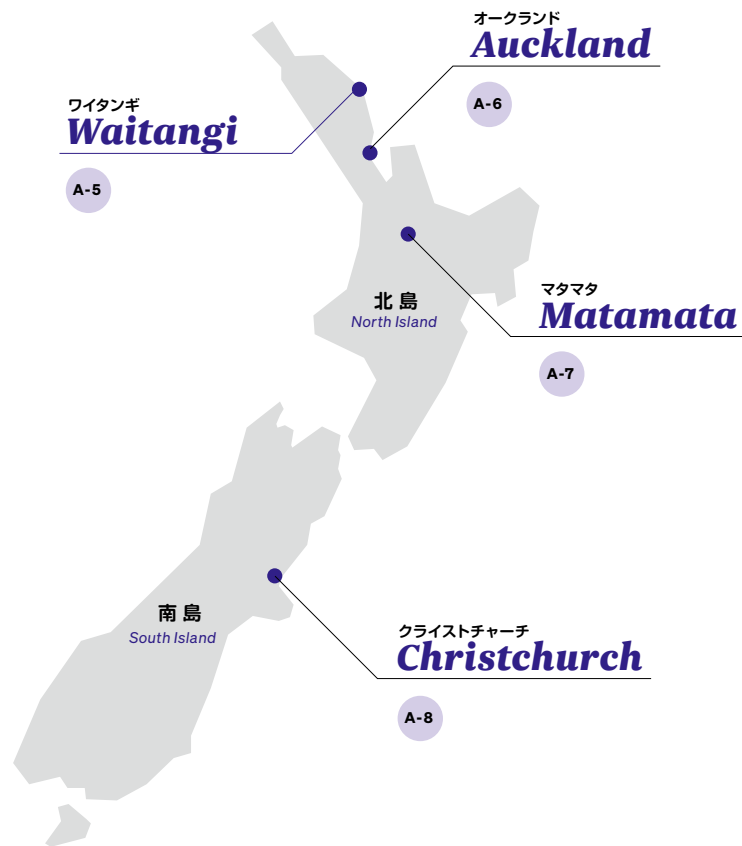 オークランド
Auckland
A-6
ワイタンギ
Waitangi
A-5
マタマタ
Matamata
A-7
北島
North Island
クライストチャーチ
Christchurch
A-8
南島
South Island